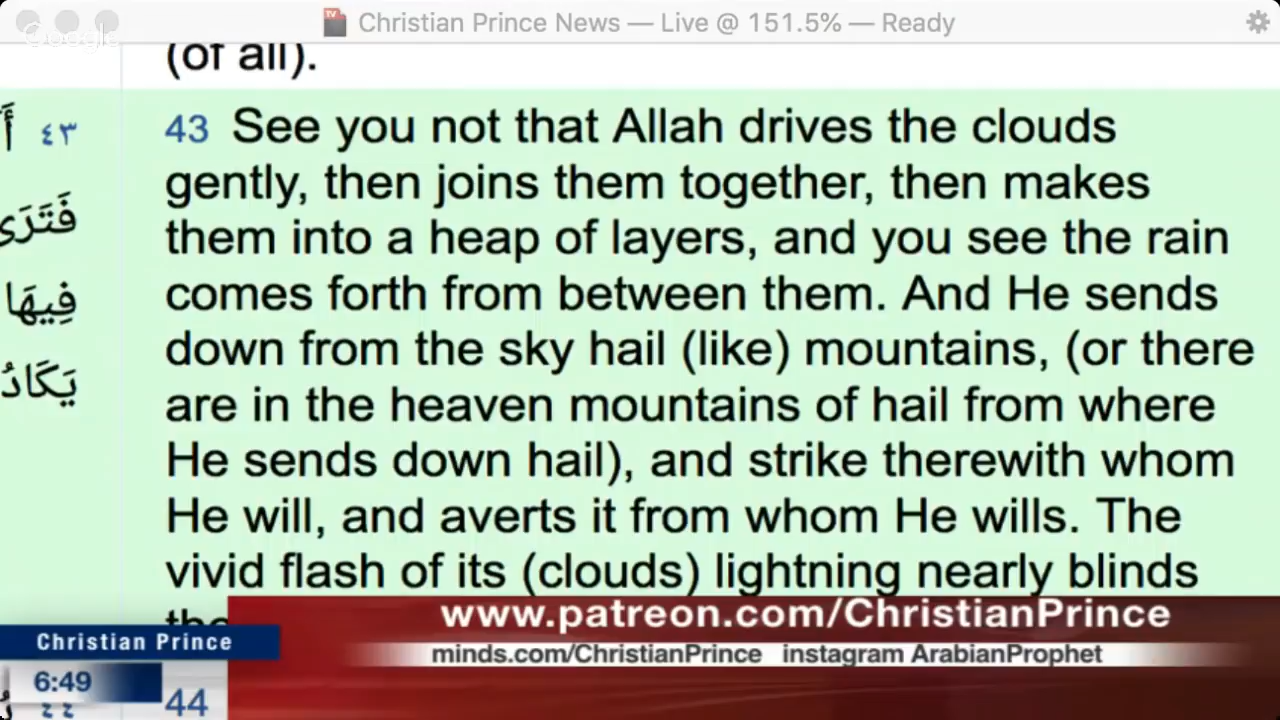 Christian Prince News — Live @ 151.5% — Ready
Google
(of all).
43 See you not that Allah drives the clouds
gently, then joins them together, then makes
them into a heap of layers, and you see the rain
comes forth from between them. And He sends
down from the sky hail (like) mountains, (or there
are in the heaven mountains of hail from where
He sends down hail), and strike therewith whom
He will, and averts it from whom He wills. The
vivid flash of its (clouds) lightning nearly blinds
٤٣
فِيهَا
يَكَادُ
www.patreon.com/ChristianPrince
Christian Prince
minds.com/ChristianPrince instagram ArabianProphet
6:49
44
٤٤